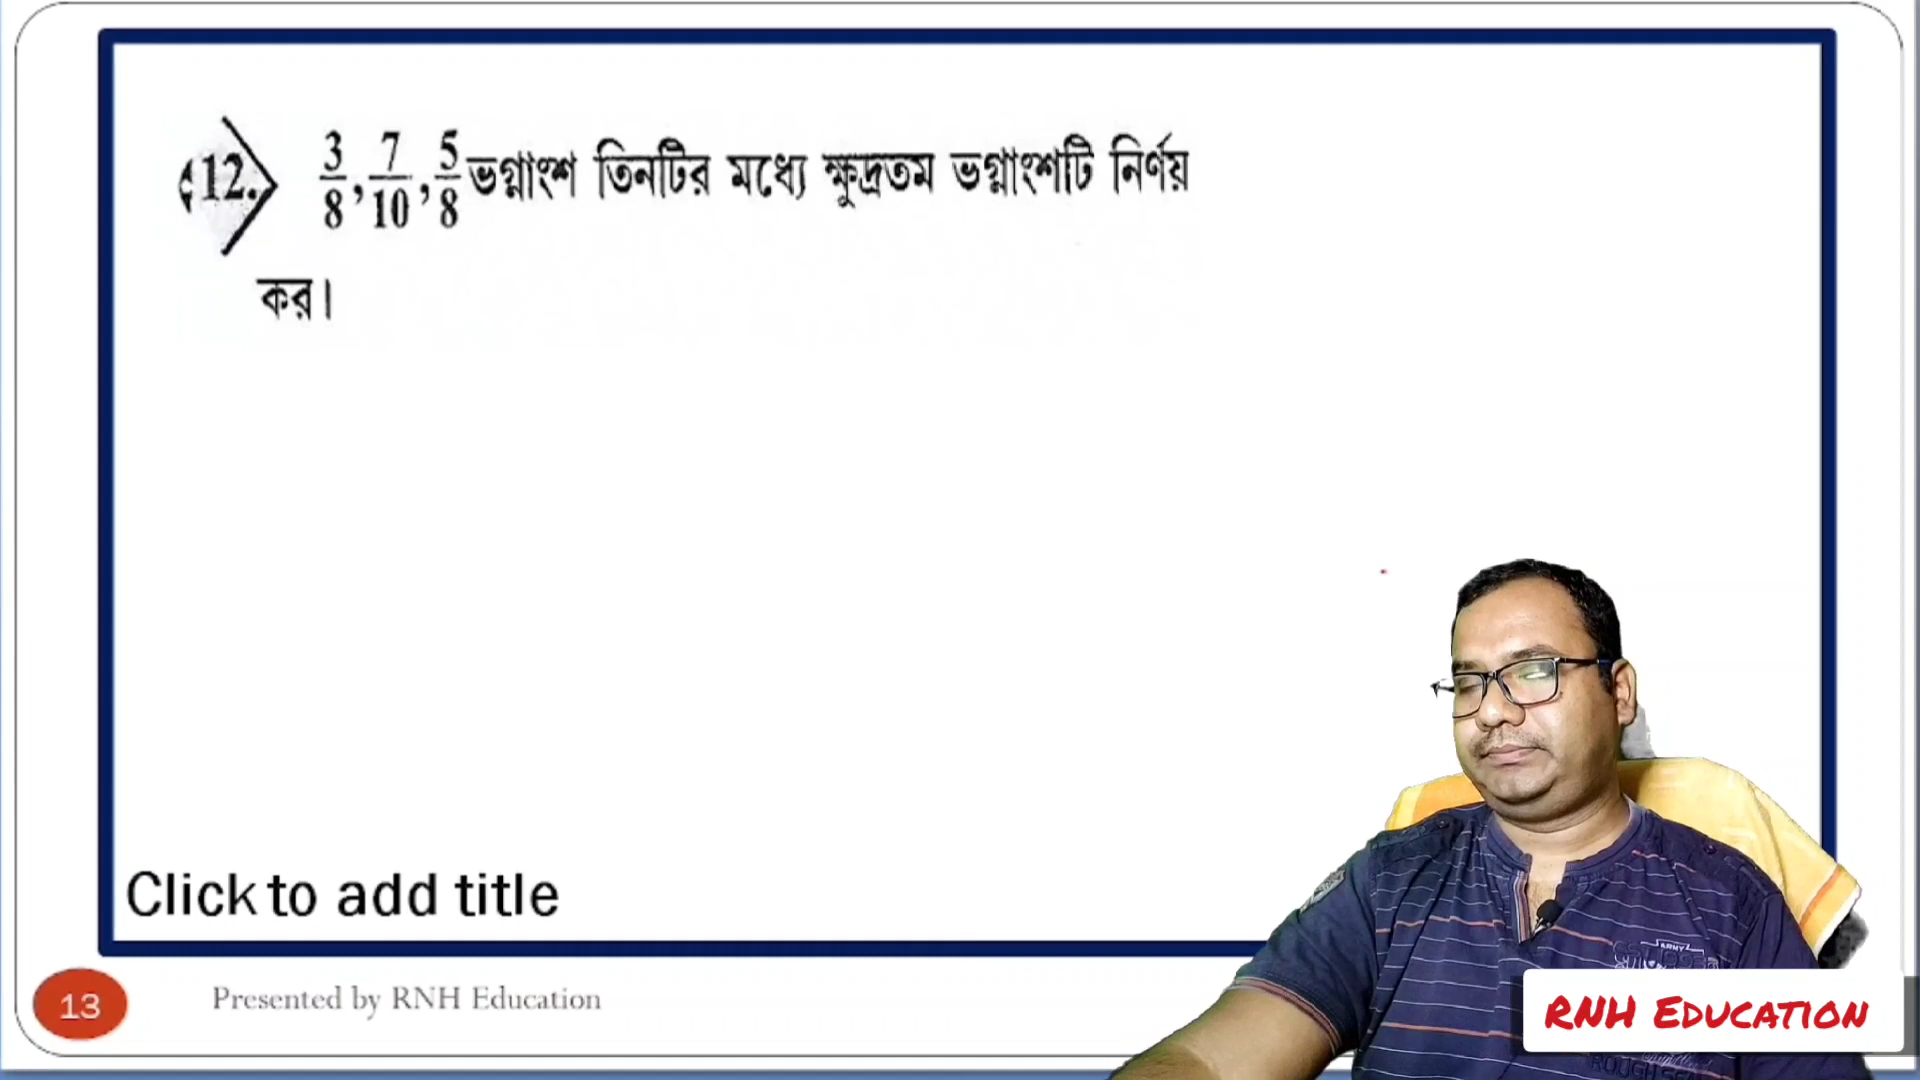 12. 3/8, 7/10, 5/8 ভগ্নাংশ তিনটির মধ্যে ক্ষুদ্রতম ভগ্নাংশটি নির্ণয়
কর।
Click to add title
13 Presented by RNH Education
RNH EDUCATION